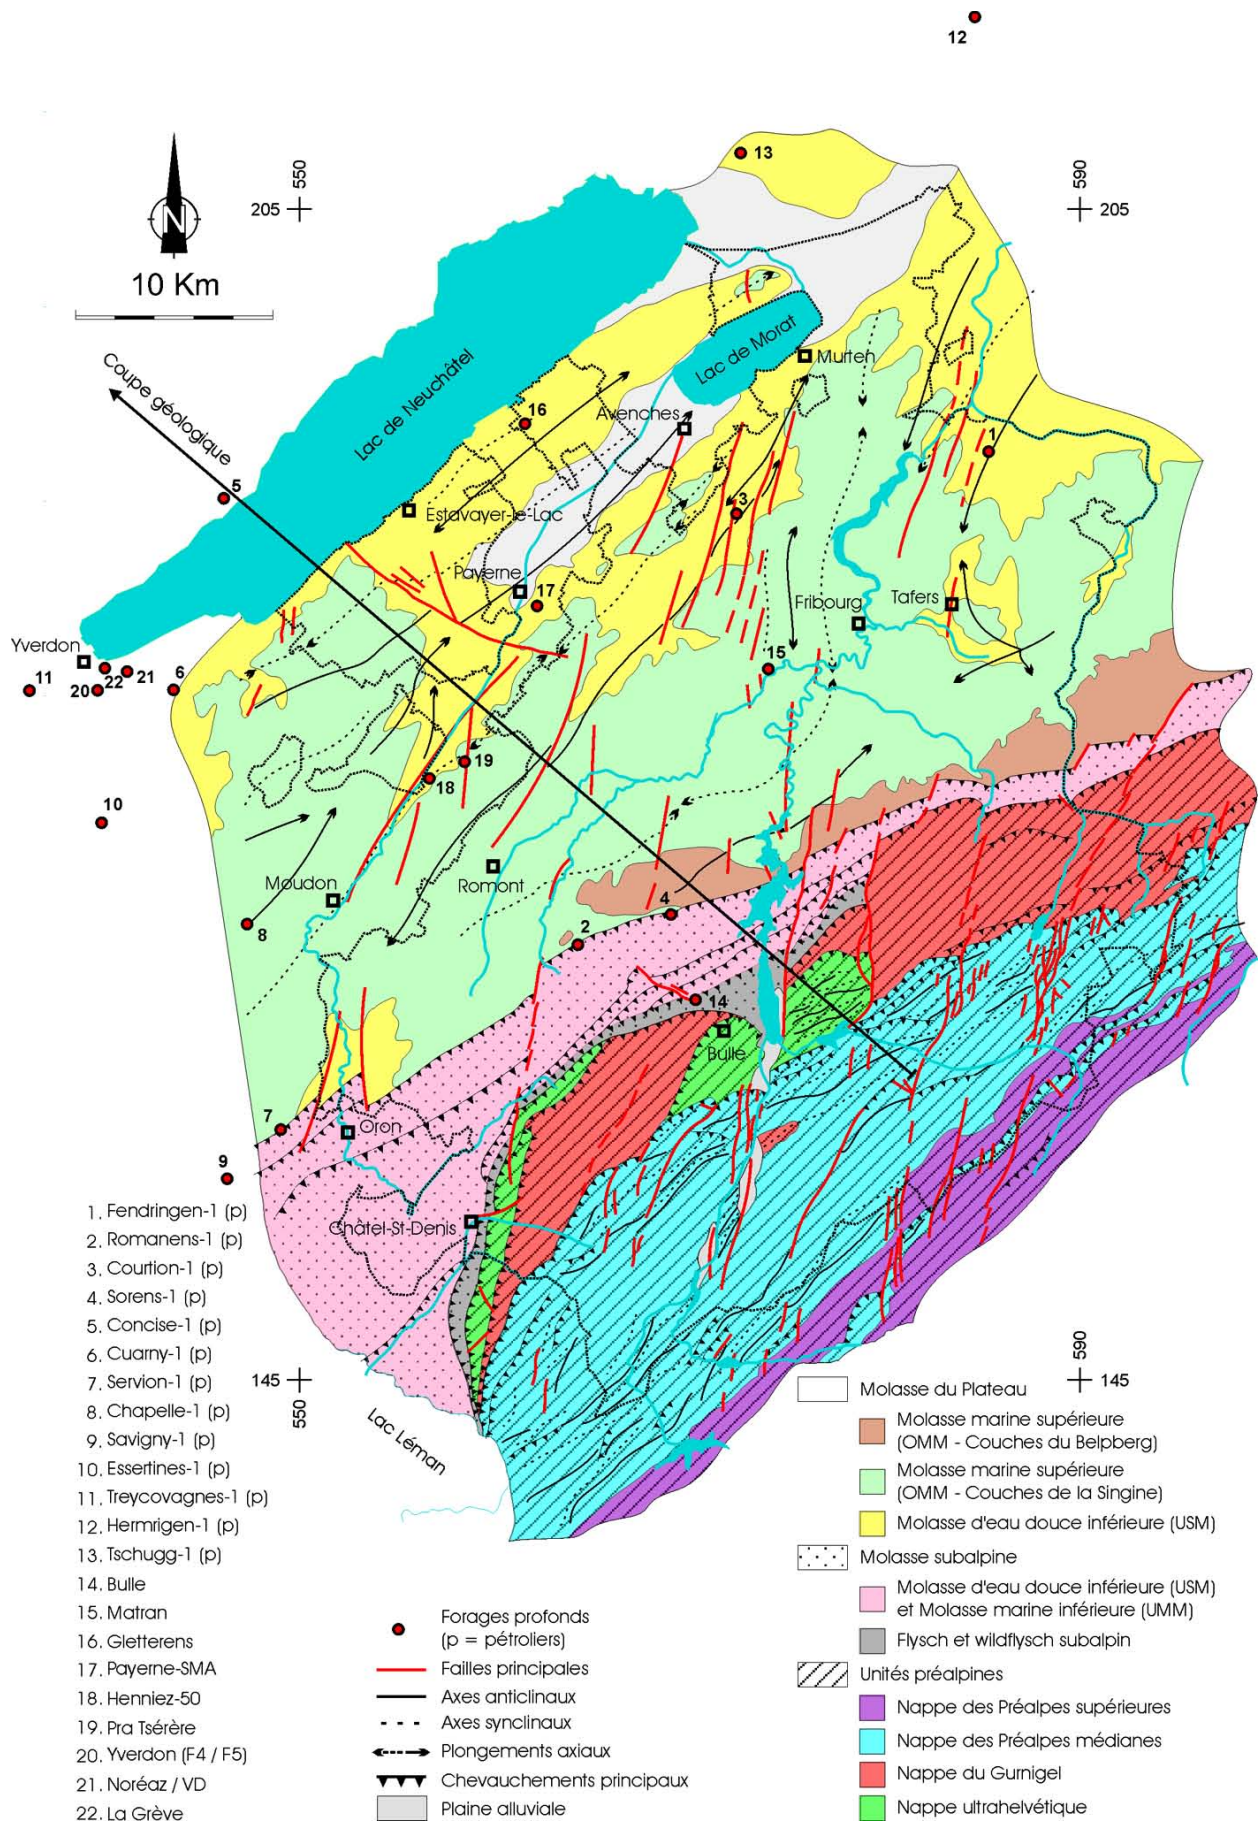 12
13
550
590
205
205
N
10 Km
Lac de Neuchâtel
Lac de Morat
Murten
Coupe géologique
16
Avenches
1
5
3
Estavayer-le-Lac
Payerne
17
Fribourg
Tafers
Yverdon
11
20
22
21
6
15
19
18
10
Moudon
Romont
8
4
2
14
Bulle
7
Oron
9
Châtel-St-Denis
145
550
590
145
Lac Léman
1. Fendringen-1 (p)
2. Romanens-1 (p)
3. Courtion-1 (p)
4. Sorens-1 (p)
5. Concise-1 (p)
6. Cuarny-1 (p)
7. Servion-1 (p)
8. Chapelle-1 (p)
9. Savigny-1 (p)
10. Essertines-1 (p)
11. Treycovagnes-1 (p)
12. Hermrigen-1 (p)
13. Tschugg-1 (p)
14. Bulle
15. Matran
16. Gletterens
17. Payerne-SMA
18. Henniez-50
19. Pra Tsérère
20. Yverdon (F4 / F5)
21. Noréaz / VD
22. La Grève
Forages profonds
(p = pétroliers)
Failles principales
Axes anticlinaux
Axes synclinaux
Plongements axiaux
Chevauchements principaux
Plaine alluviale
Molasse du Plateau
Molasse marine supérieure
(OMM - Couches du Belpberg)
Molasse marine supérieure
(OMM - Couches de la Singine)
Molasse d'eau douce inférieure (USM)
Molasse subalpine
Molasse d'eau douce inférieure (USM)
et Molasse marine inférieure (UMM)
Flysch et wildflysch subalpin
Unités préalpines
Nappe des Préalpes supérieures
Nappe des Préalpes médianes
Nappe du Gurnigel
Nappe ultrahelvétique